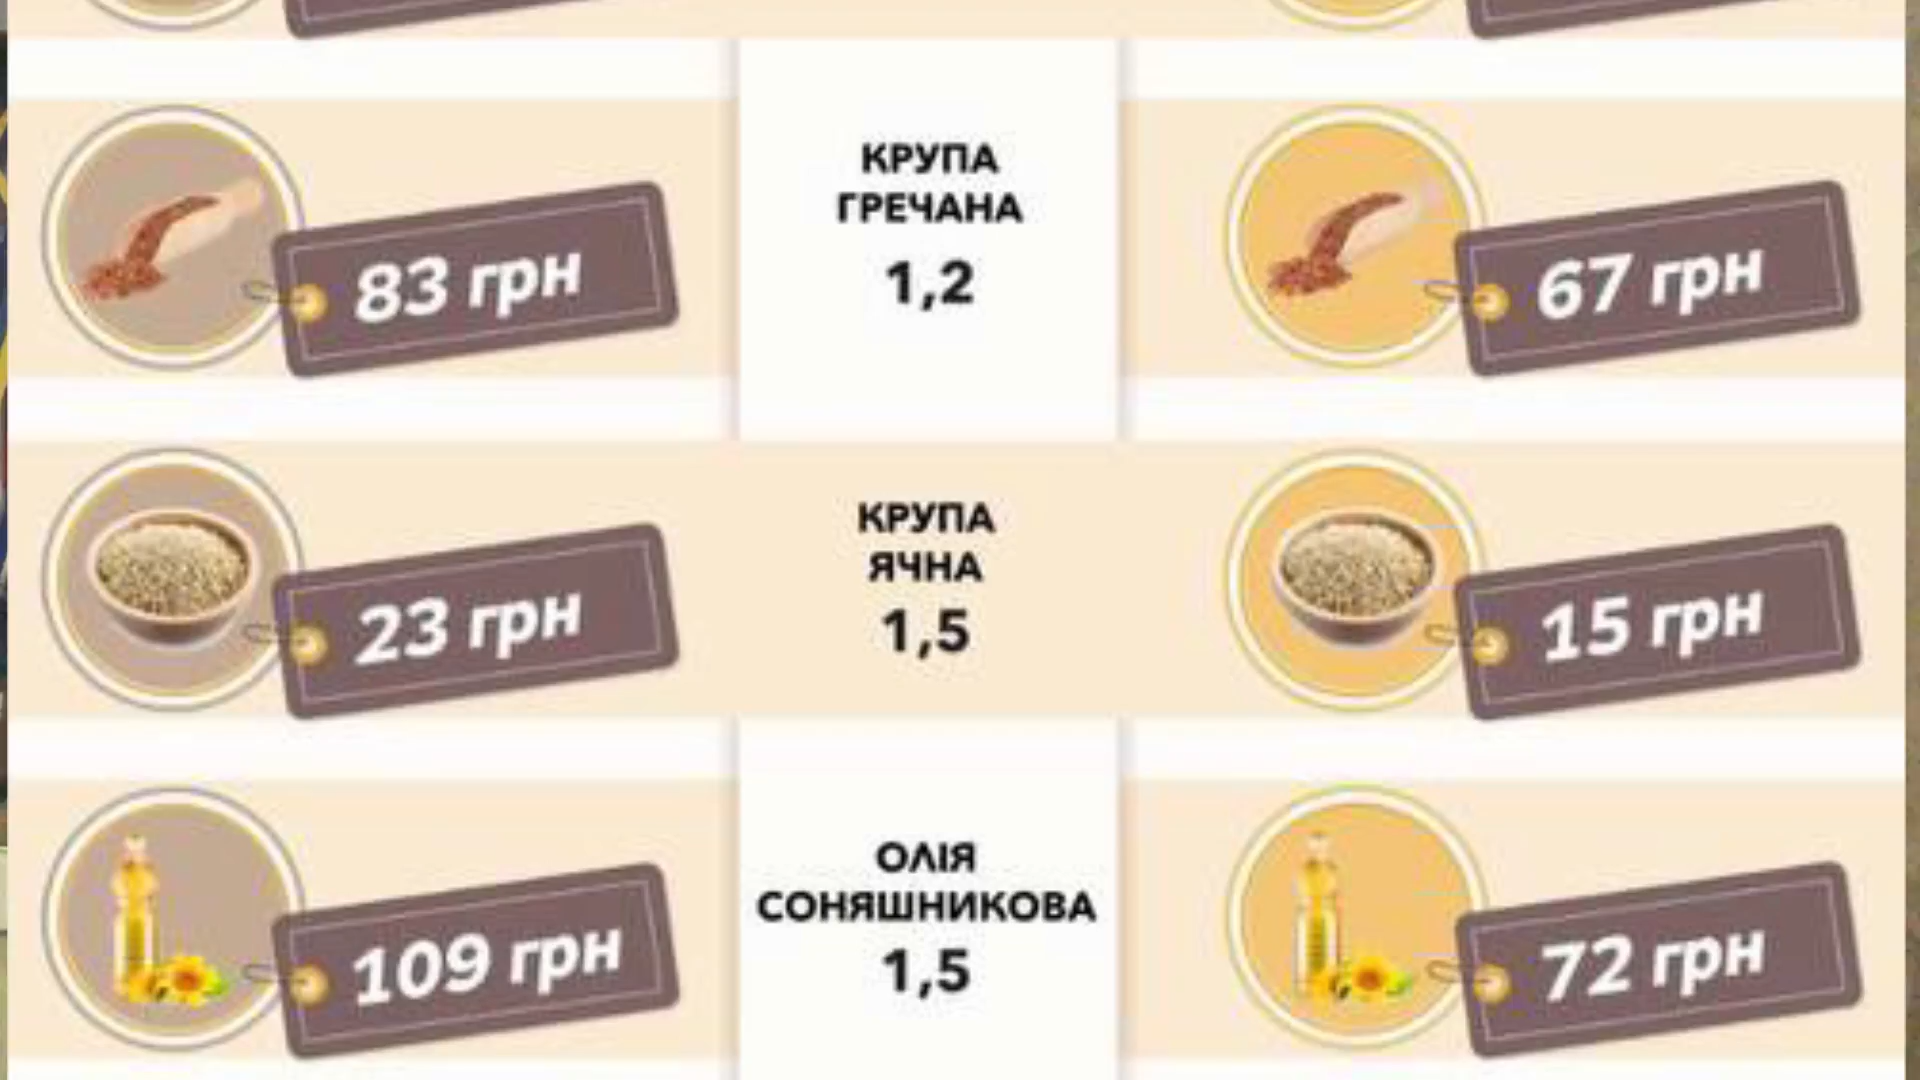 КРУПА
ГРЕЧАНА
1,2
83 грн
67 грн
КРУПА
ЯЧНА
1,5
23 грн
15 грн
ОЛІЯ
СОНЯШНИКОВА
1,5
109 грн
72 грн